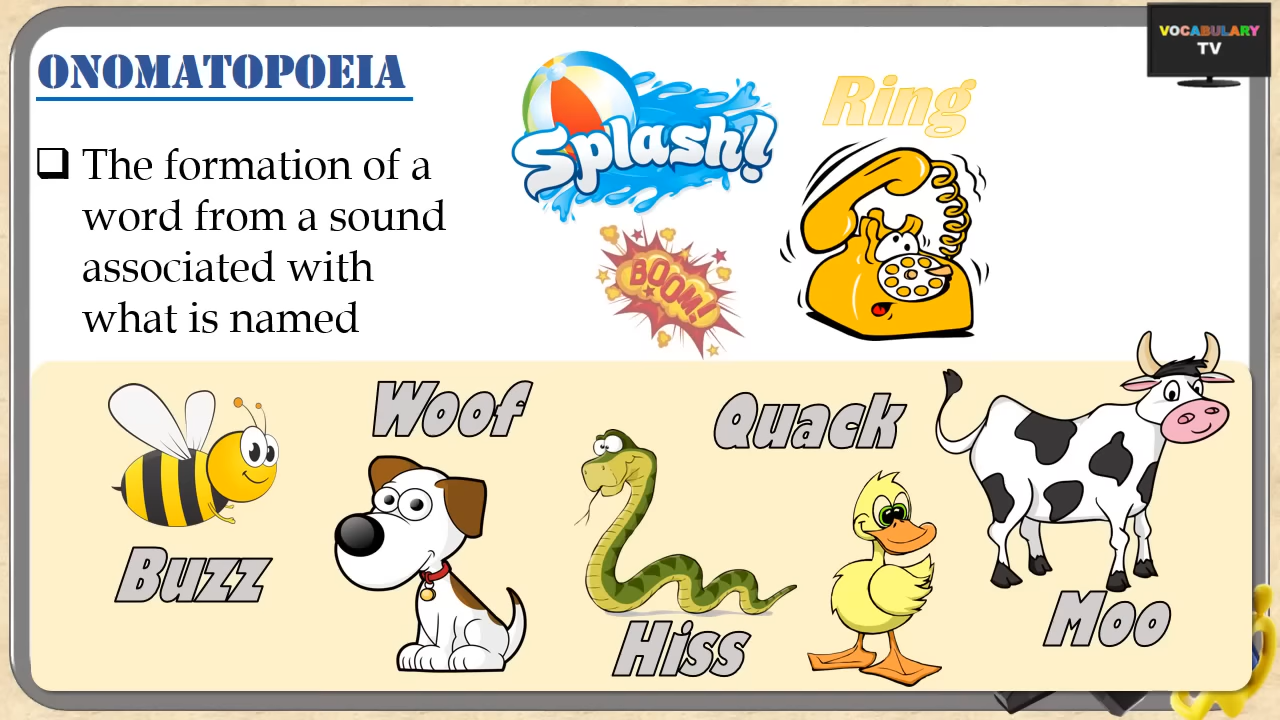 ONOMATOPOEIA
The formation of a
word from a sound
associated with
what is named
VOCABULARY
TV
Splash!
Ring
BOOM!
Woof
Quack
Buzz
Hiss
Moo